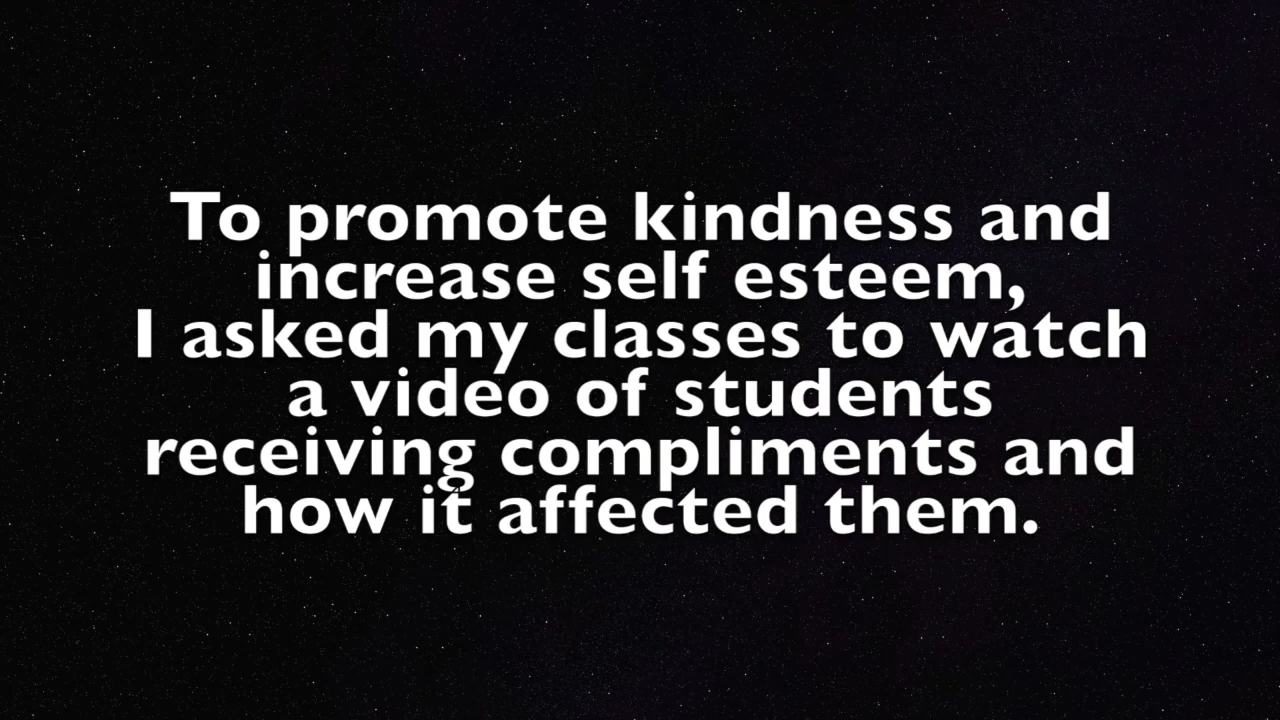 To promote kindness and
increase self esteem,
I asked my classes to watch
a video of students
receiving compliments and
how it affected them.